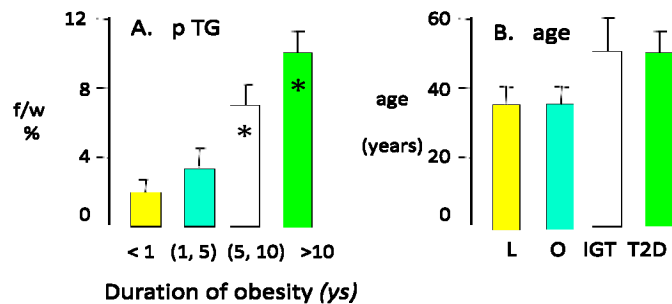 A. p TG
12
8
f/w
%
4
0
*
*
< 1 (1, 5) (5, 10) >10
Duration of obesity (ys)
B. age
60
40
age
(years)
20
0
L O IGT T2D